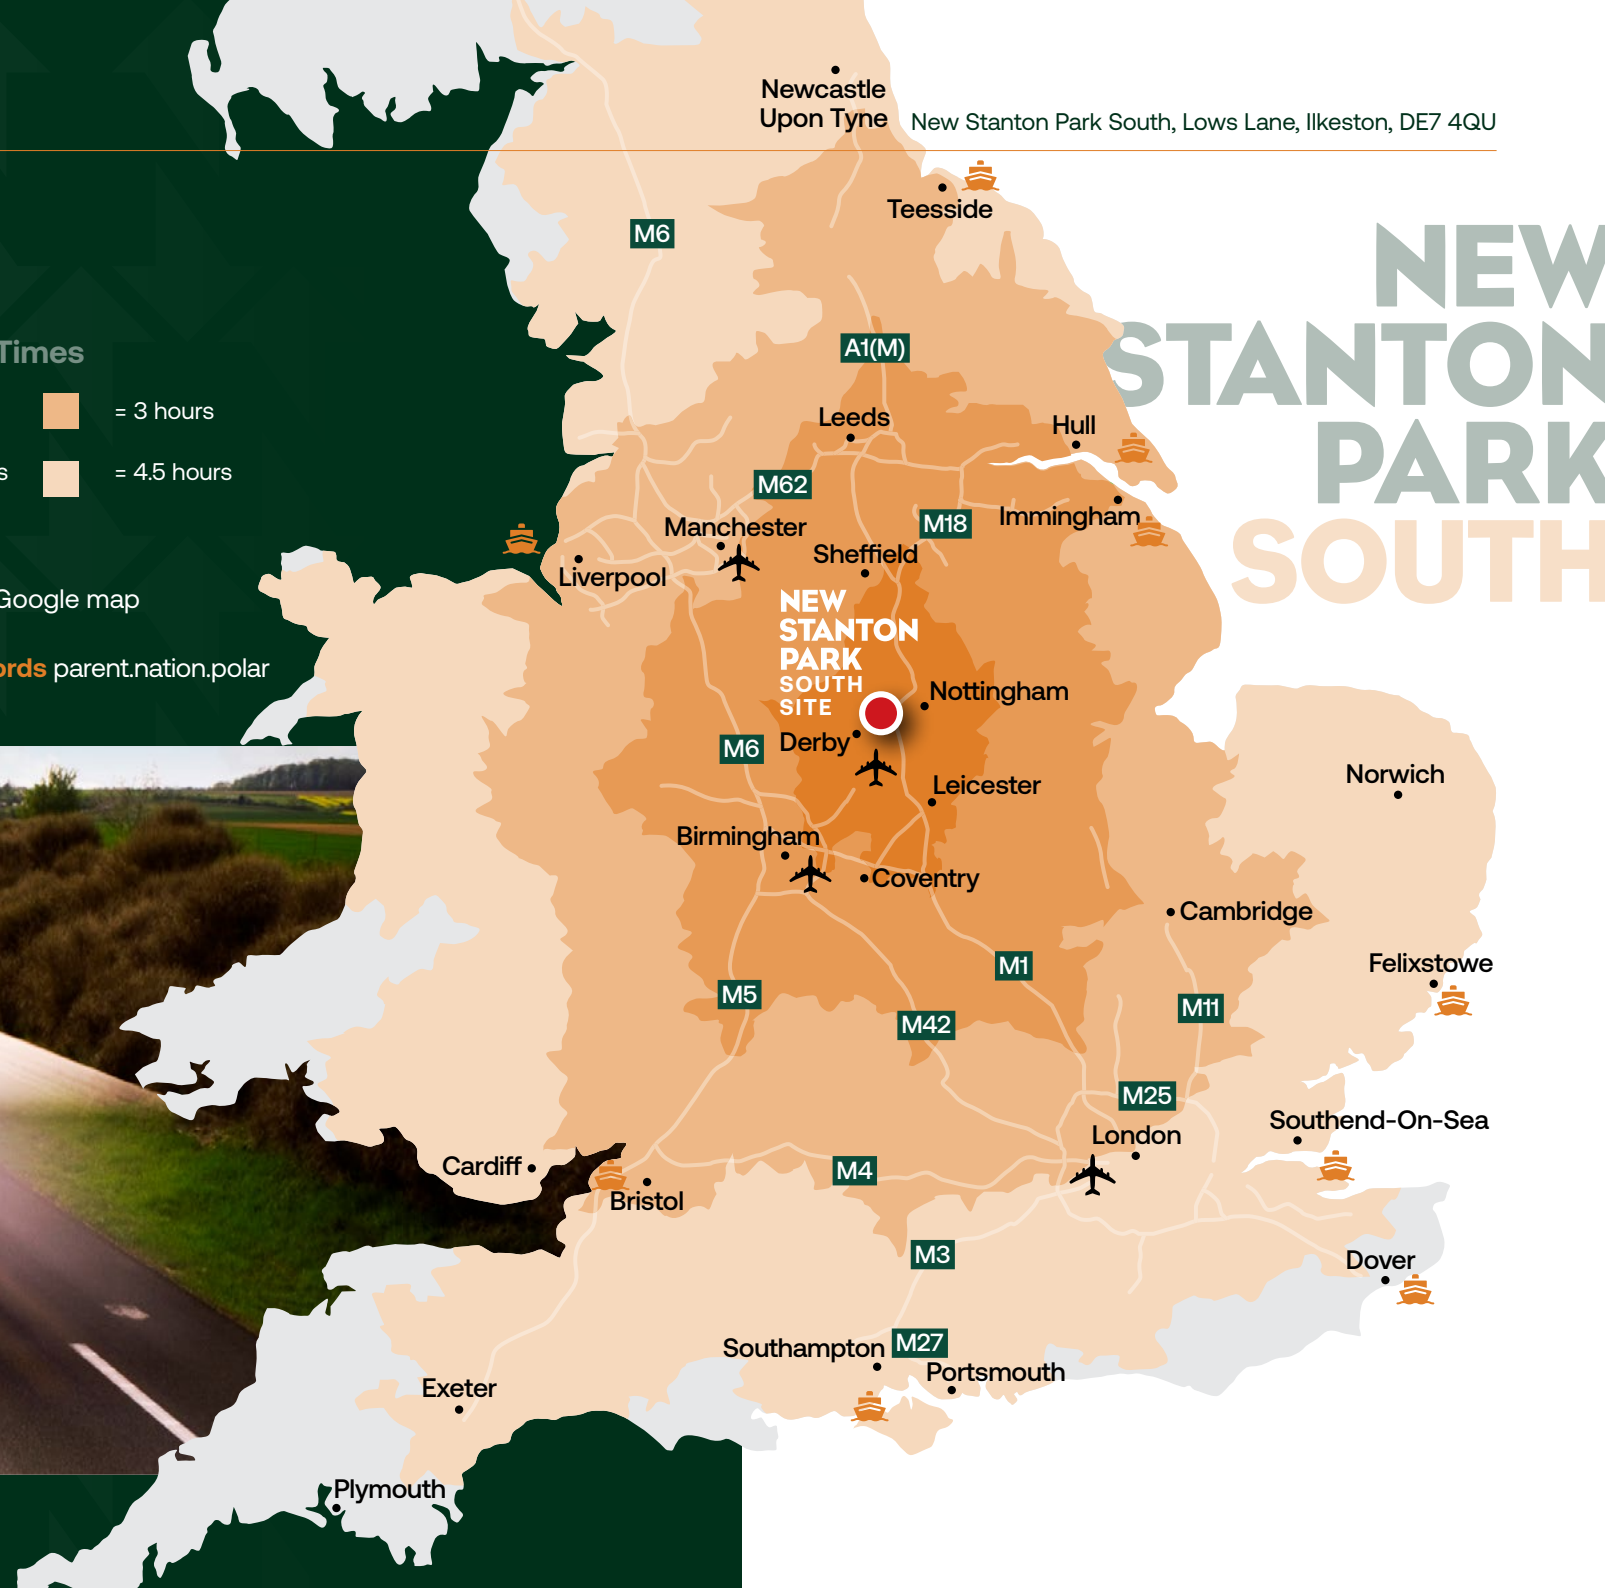 Newcastle
Upon Tyne
New Stanton Park South, Lows Lane, Ilkeston, DE7 4QU
Teesside
M6
NEW
STANTON
PARK
SOUTH
Times
A1(M)
= 3 hours
Leeds
Hull
= 4.5 hours
M62
Manchester
M18
Immingham
Sheffield
Liverpool
Google map
NEW
STANTON
PARK
SOUTH
SITE
parent.nation.polar
Nottingham
M6
Derby
Leicester
Norwich
Birmingham
Coventry
Cambridge
M1
Felixstowe
M5
M11
M42
M25
Southend-On-Sea
London
Cardiff
M4
Bristol
M3
Dover
Southampton
M27
Portsmouth
Exeter
Plymouth